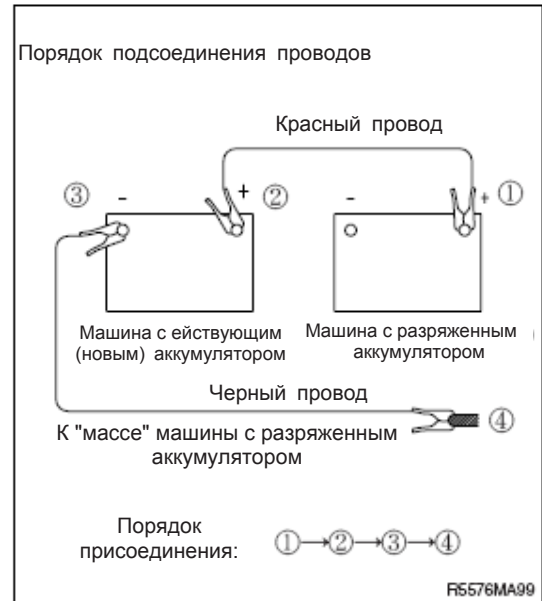 Порядок подсоединения проводов
Красный провод
③ - + ② - + ①
Машина с ействующим
(новым) аккумулятором
Машина с разряженным
аккумулятором
Черный провод
④
К "массе" машины с разряженным
аккумулятором
Порядок
присоединения: ①→②→③→④
R5576MA99